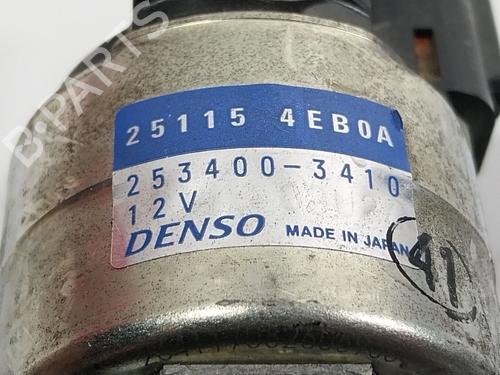 B-PARTS
25115 4EB0A
253400-3410
12V
DENSO MADE IN JAPAN
41